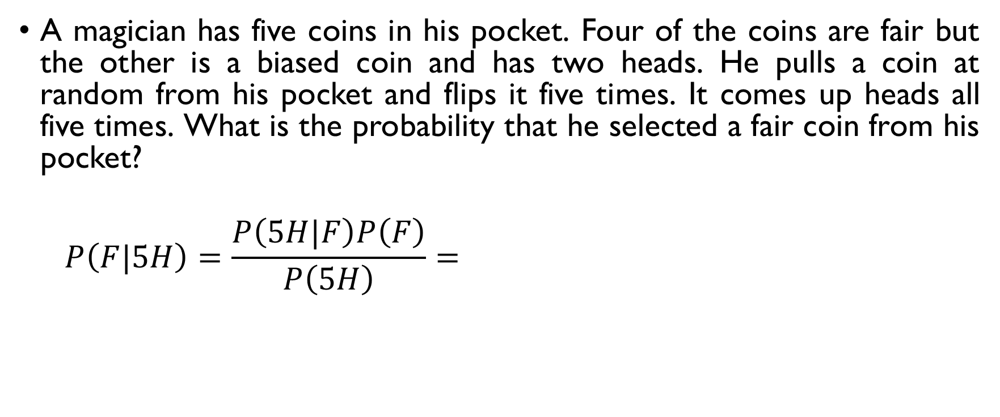 • A magician has five coins in his pocket. Four of the coins are fair but
the other is a biased coin and has two heads. He pulls a coin at
random from his pocket and flips it five times. It comes up heads all
five times. What is the probability that he selected a fair coin from his
pocket?
P(F|5H) = P(5H|F)P(F) / P(5H) =